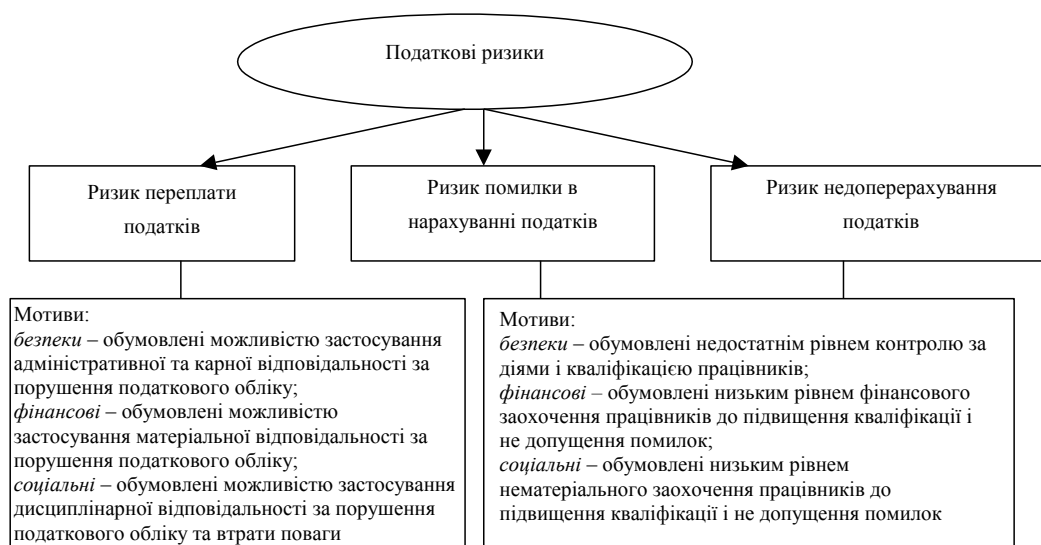 Податкові ризики
Ризик переплати
податків
Ризик помилки в
нарахуванні податків
Ризик недоперерахування
податків
Мотиви:
безпеки – обумовлені можливістю застосування
адміністративної та карної відповідальності за
порушення податкового обліку;
фінансові – обумовлені можливістю
застосування матеріальної відповідальності за
порушення податкового обліку;
соціальні – обумовлені можливістю застосування
дисциплінарної відповідальності за порушення
податкового обліку та втрати поваги
Мотиви:
безпеки – обумовлені недостатнім рівнем контролю за
діями і кваліфікацією працівників;
фінансові – обумовлені низьким рівнем фінансового
заохочення працівників до підвищення кваліфікації і
не допущення помилок;
соціальні – обумовлені низьким рівнем
нематеріального заохочення працівників до
підвищення кваліфікації і не допущення помилок